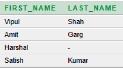 FIRST_NAME LAST_NAME
Vipul Shah
Amit Garg
Harshal -
Satish Kumar